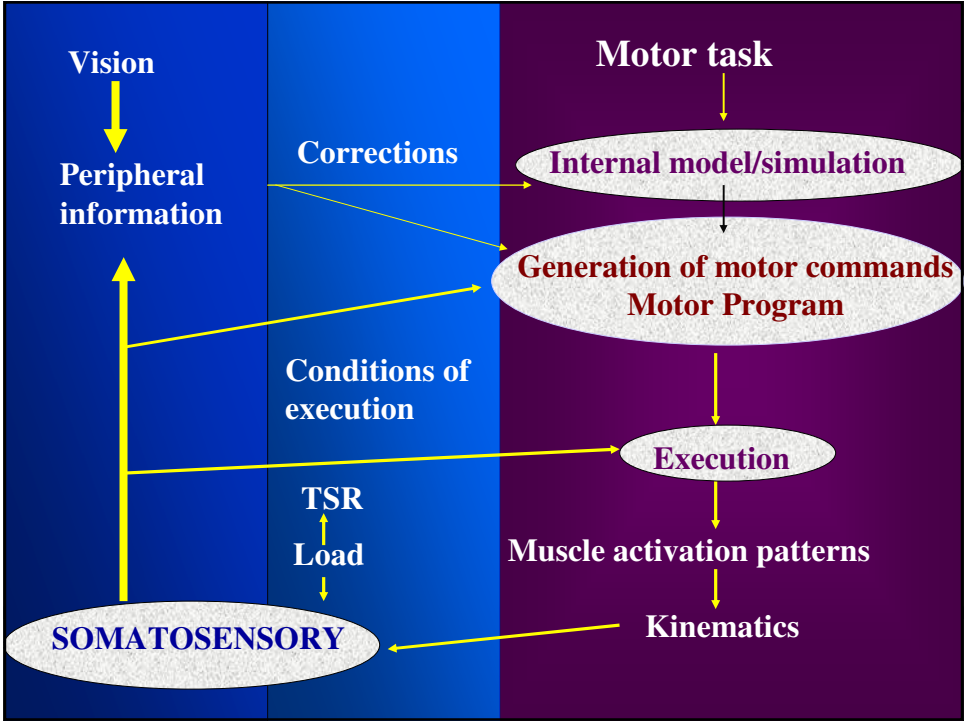 Vision
Peripheral
information
Corrections
Conditions of
execution
TSR
Load
SOMATOSENSORY
Motor task
Internal model/simulation
Generation of motor commands
Motor Program
Execution
Muscle activation patterns
Kinematics